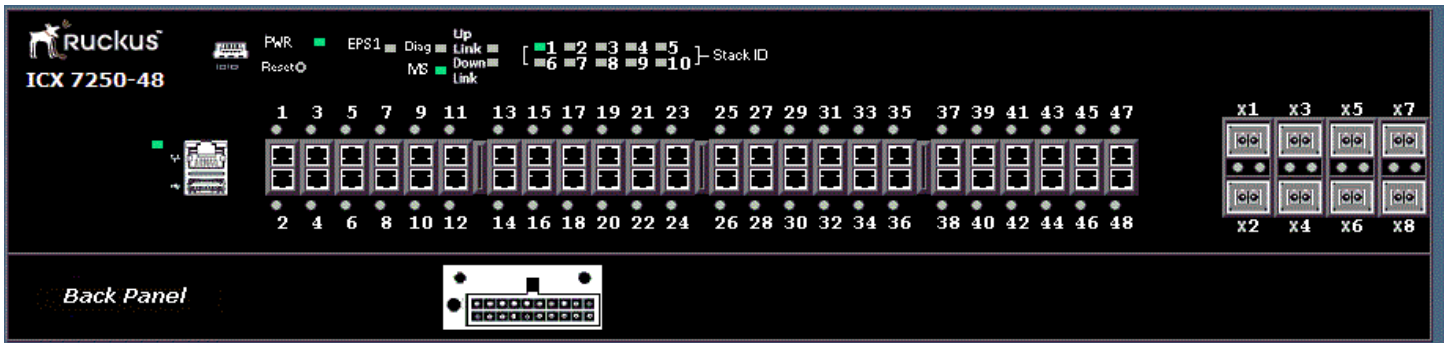 Ruckus
ICX 7250-48
PWR
Reset
EPS1
Diag
MS
Up
Link
Down
Link
1 2 3 4 5
6 7 8 9 10
Stack ID
1 3 5 7 9 11 13 15 17 19 21 23 25 27 29 31 33 35 37 39 41 43 45 47
X1 X3 X5 X7
2 4 6 8 10 12 14 16 18 20 22 24 26 28 30 32 34 36 38 40 42 44 46 48
X2 X4 X6 X8
Back Panel